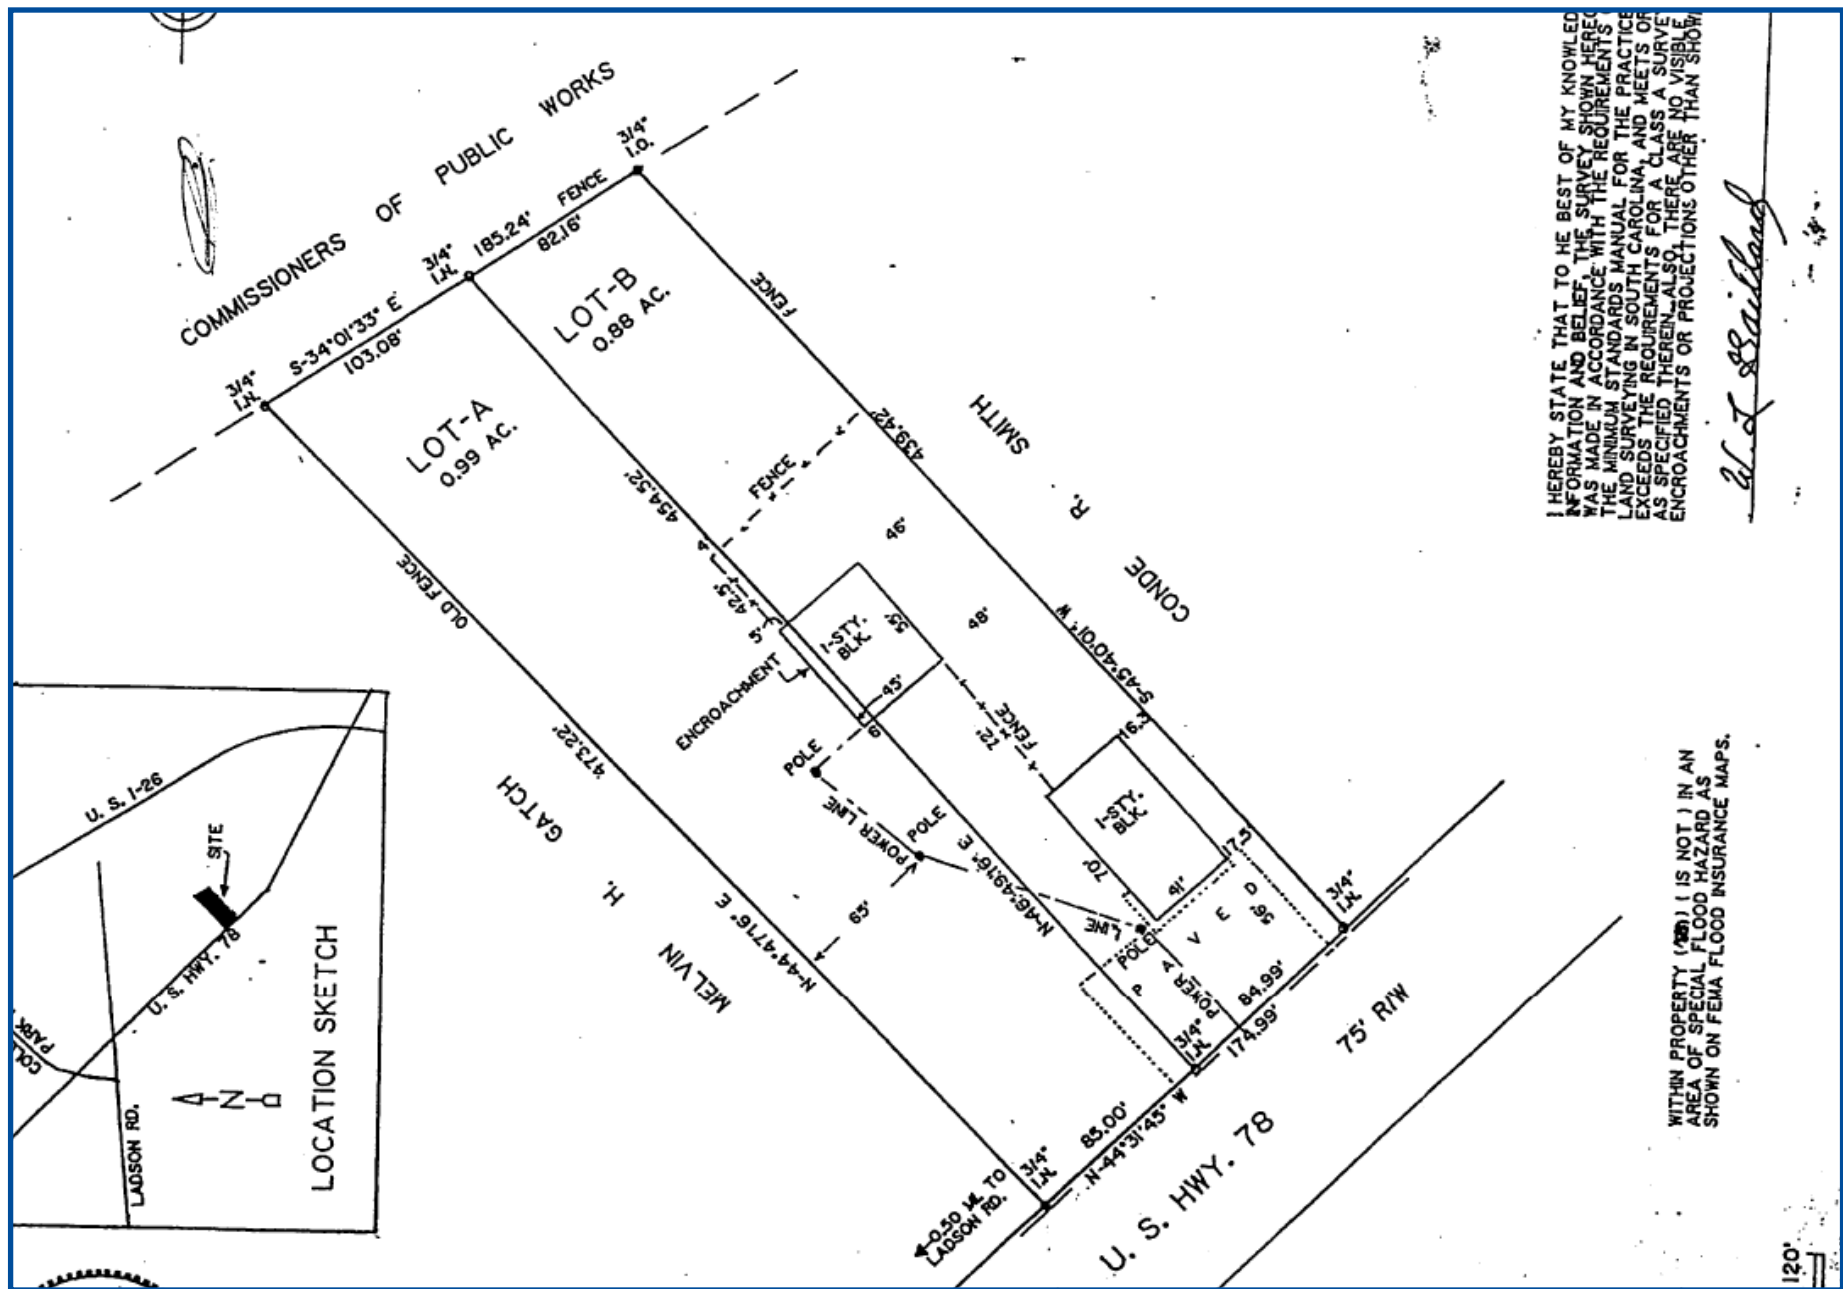 COMMISSIONERS OF PUBLIC WORKS
3/4"
I.O.
FENCE
185.24'
82.16'
3/4"
I.N.
S-34°01'33" E
103.08'
3/4"
I.N.
LOT-B
0.88 AC.
LOT-A
0.99 AC.
FENCE
439.42'
S-45°40'01" W
CONDE R. SMITH
FENCE
454.52'
46'
48'
42.5'
5'
1-STY.
BLK.
55'
45'
ENCROACHMENT
8'
OLD FENCE
473.22'
N-44°47'16" E
MELVIN H. GATCH
72'
FENCE
16.7'
1-STY.
BLK.
70'
41'
17.5'
POLE
POWER LINE
POLE
65'
N-46°49'16" E
LINE
POLE
POWER
PAVED
56'
3/4"
I.N.
84.99'
174.99'
3/4"
I.N.
85.00'
N-44°31'45" W
3/4"
I.N.
0.50 MI. TO
LADSON RD.
U. S. HWY. 78
75' R/W
U. S. I-26
SITE
U. S. HWY. 78
PARK
LADSON RD.
N
LOCATION SKETCH
I HEREBY STATE THAT TO HE BEST OF MY KNOWLED
INFORMATION AND BELIEF, THE SURVEY SHOWN HEREO
WAS MADE IN ACCORDANCE WITH THE REQUIREMENTS
THE MINIMUM STANDARDS MANUAL FOR THE PRACTICE
LAND SURVEYING IN SOUTH CAROLINA, AND MEETS OR
EXCEEDS THE REQUIREMENTS FOR A CLASS A SURVE
AS SPECIFIED THEREIN. ALSO, THERE ARE NO VISIBLE
ENCROACHMENTS OR PROJECTIONS OTHER THAN SHOWN
WITHIN PROPERTY ( IS NOT ) IN AN
AREA OF SPECIAL FLOOD HAZARD AS
SHOWN ON FEMA FLOOD INSURANCE MAPS.
120'